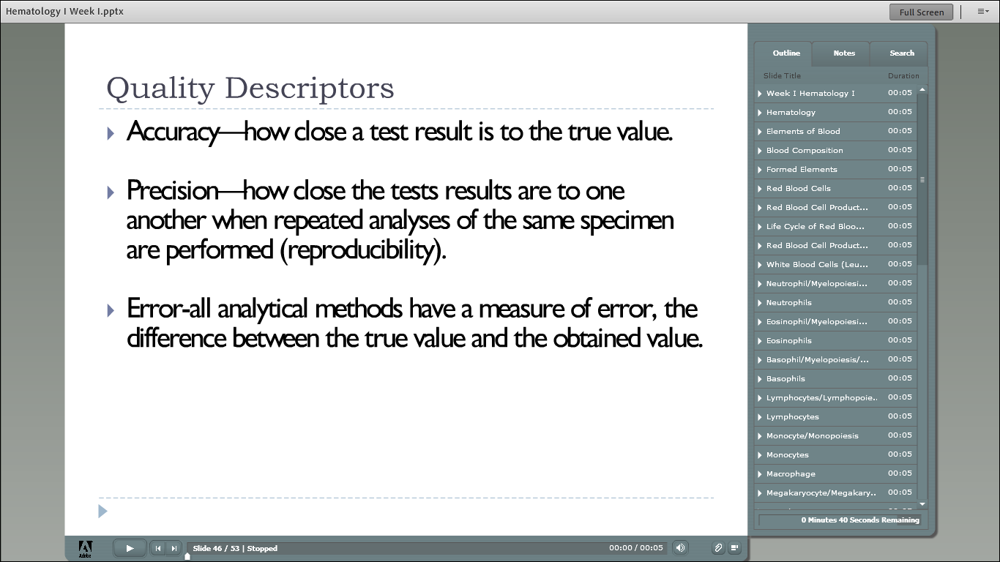 Hematology I Week I.pptx
Full Screen
Quality Descriptors
Accuracy—how close a test result is to the true value.
Precision—how close the tests results are to one
another when repeated analyses of the same specimen
are performed (reproducibility).
Error-all analytical methods have a measure of error, the
difference between the true value and the obtained value.
Outline Notes Search
Slide Title Duration
Week I Hematology I 00:05
Hematology 00:05
Elements of Blood 00:05
Blood Composition 00:05
Formed Elements 00:05
Red Blood Cells 00:05
Red Blood Cell Product... 00:05
Life Cycle of Red Bloo... 00:05
Red Blood Cell Product... 00:05
White Blood Cells (Leu... 00:05
Neutrophil/Myelopoiesi... 00:05
Neutrophils 00:05
Eosinophil/Myelopoiesi... 00:05
Eosinophils 00:05
Basophil/Myelopoiesis/... 00:05
Basophils 00:05
Lymphocytes/Lymphopoie.. 00:05
Lymphocytes 00:05
Monocyte/Monopoiesis 00:05
Monocytes 00:05
Macrophage 00:05
Megakaryocyte/Megakary.. 00:05
0 Minutes 40 Seconds Remaining
Adobe
Slide 46 / 53 | Stopped
00:00 / 00:05